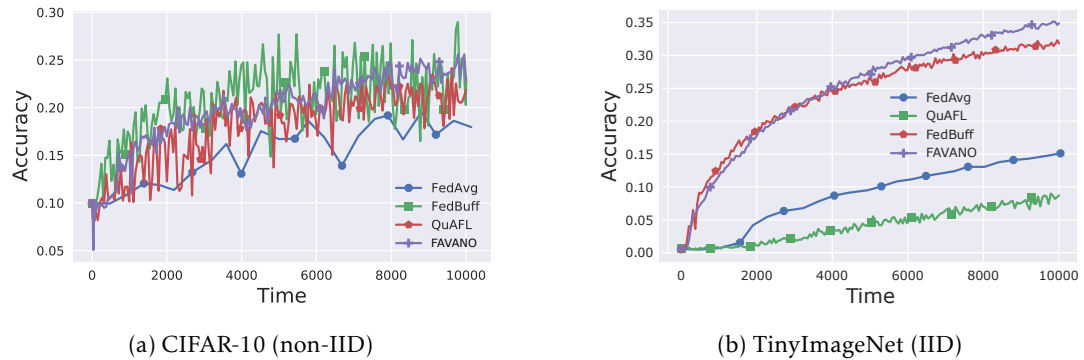 0.30
0.25
0.20
0.15
0.10
0.05
Accuracy
0 2000 4000 6000 8000 10000
Time
FedAvg
FedBuff
QuAFL
FAVANO
(a) CIFAR-10 (non-IID)
0.35
0.30
0.25
0.20
0.15
0.10
0.05
0.00
Accuracy
0 2000 4000 6000 8000 10000
Time
FedAvg
QuAFL
FedBuff
FAVANO
(b) TinyImageNet (IID)